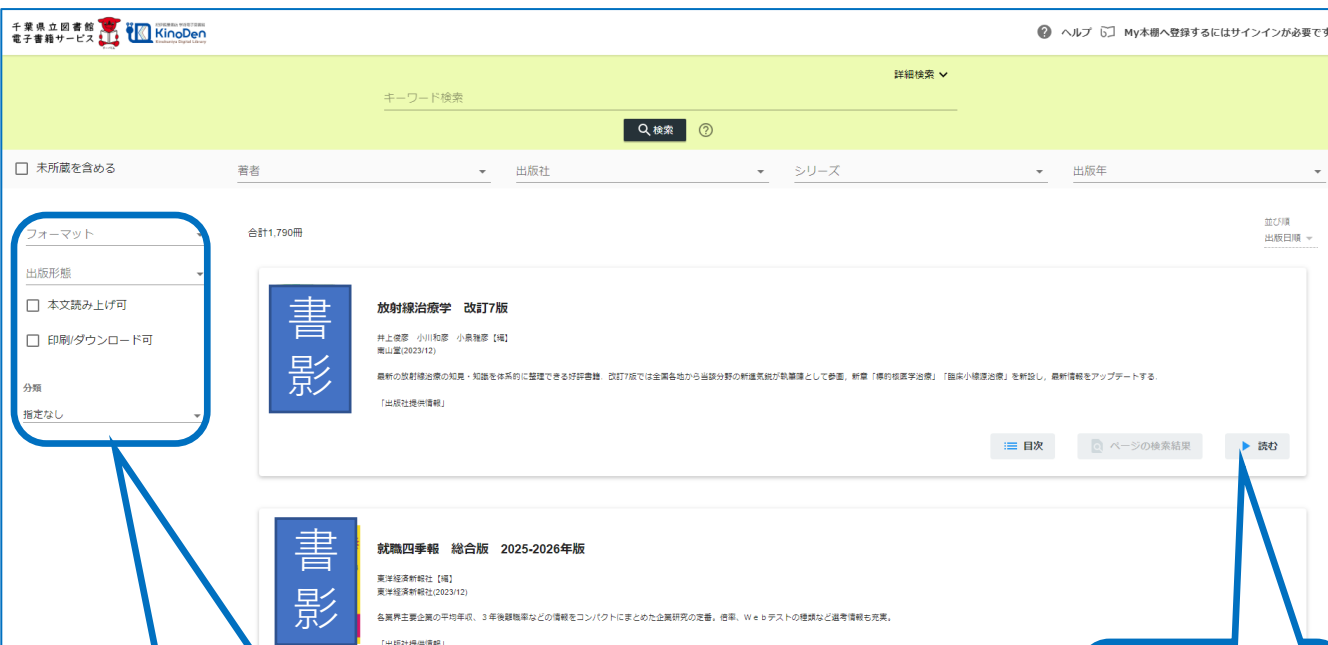 千葉県立図書館
電子書籍サービス
KinoDen
Kinokuniya Digital Library
ヘルプ My本棚へ登録するにはサインインが必要です
詳細検索
キーワード検索
検索
未所蔵を含める 著者 出版社 シリーズ 出版年
フォーマット
出版形態
本文読み上げ可
印刷/ダウンロード可
分類
指定なし
合計1,790冊
並び順
出版日順
書影
放射線治療学 改訂7版
井上俊彦 小川和彦 小泉雅彦【編】
南山堂(2023/12)
最新の放射線治療の知見・知識を体系的に整理できる好評書籍．改訂7版では全国各地から当該分野の新進気鋭が執筆陣として参画，新章「標的核医学治療」「臨床小線源治療」を新設し，最新情報をアップデートする．
「出版社提供情報」
目次 ページの検索結果 読む
書影
就職四季報 総合版 2025-2026年版
東洋経済新報社【編】
東洋経済新報社(2023/12)
各業界主要企業の平均年収、３年後離職率などの情報をコンパクトにまとめた企業研究の定番。倍率、Ｗｅｂテストの種類など選考情報も充実。
「出版社提供情報」